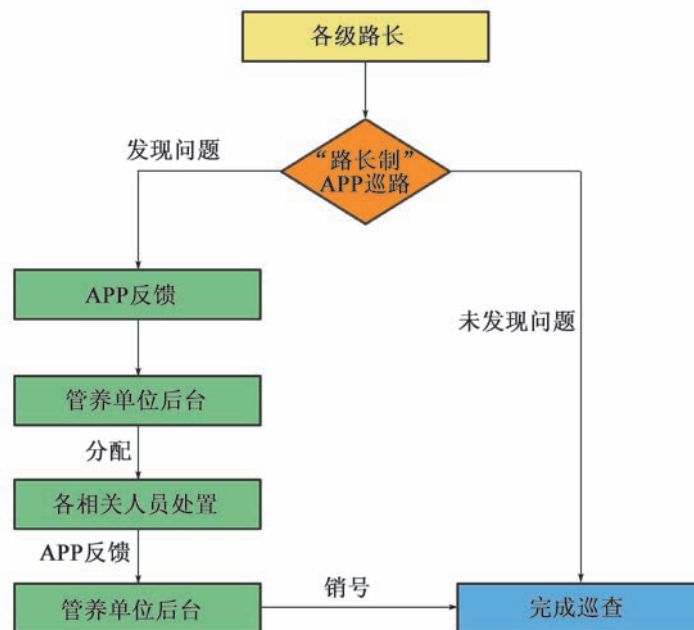 各级路长
“路长制”
APP巡路
发现问题
未发现问题
APP反馈
管养单位后台
分配
各相关人员处置
APP反馈
管养单位后台
销号
完成巡查